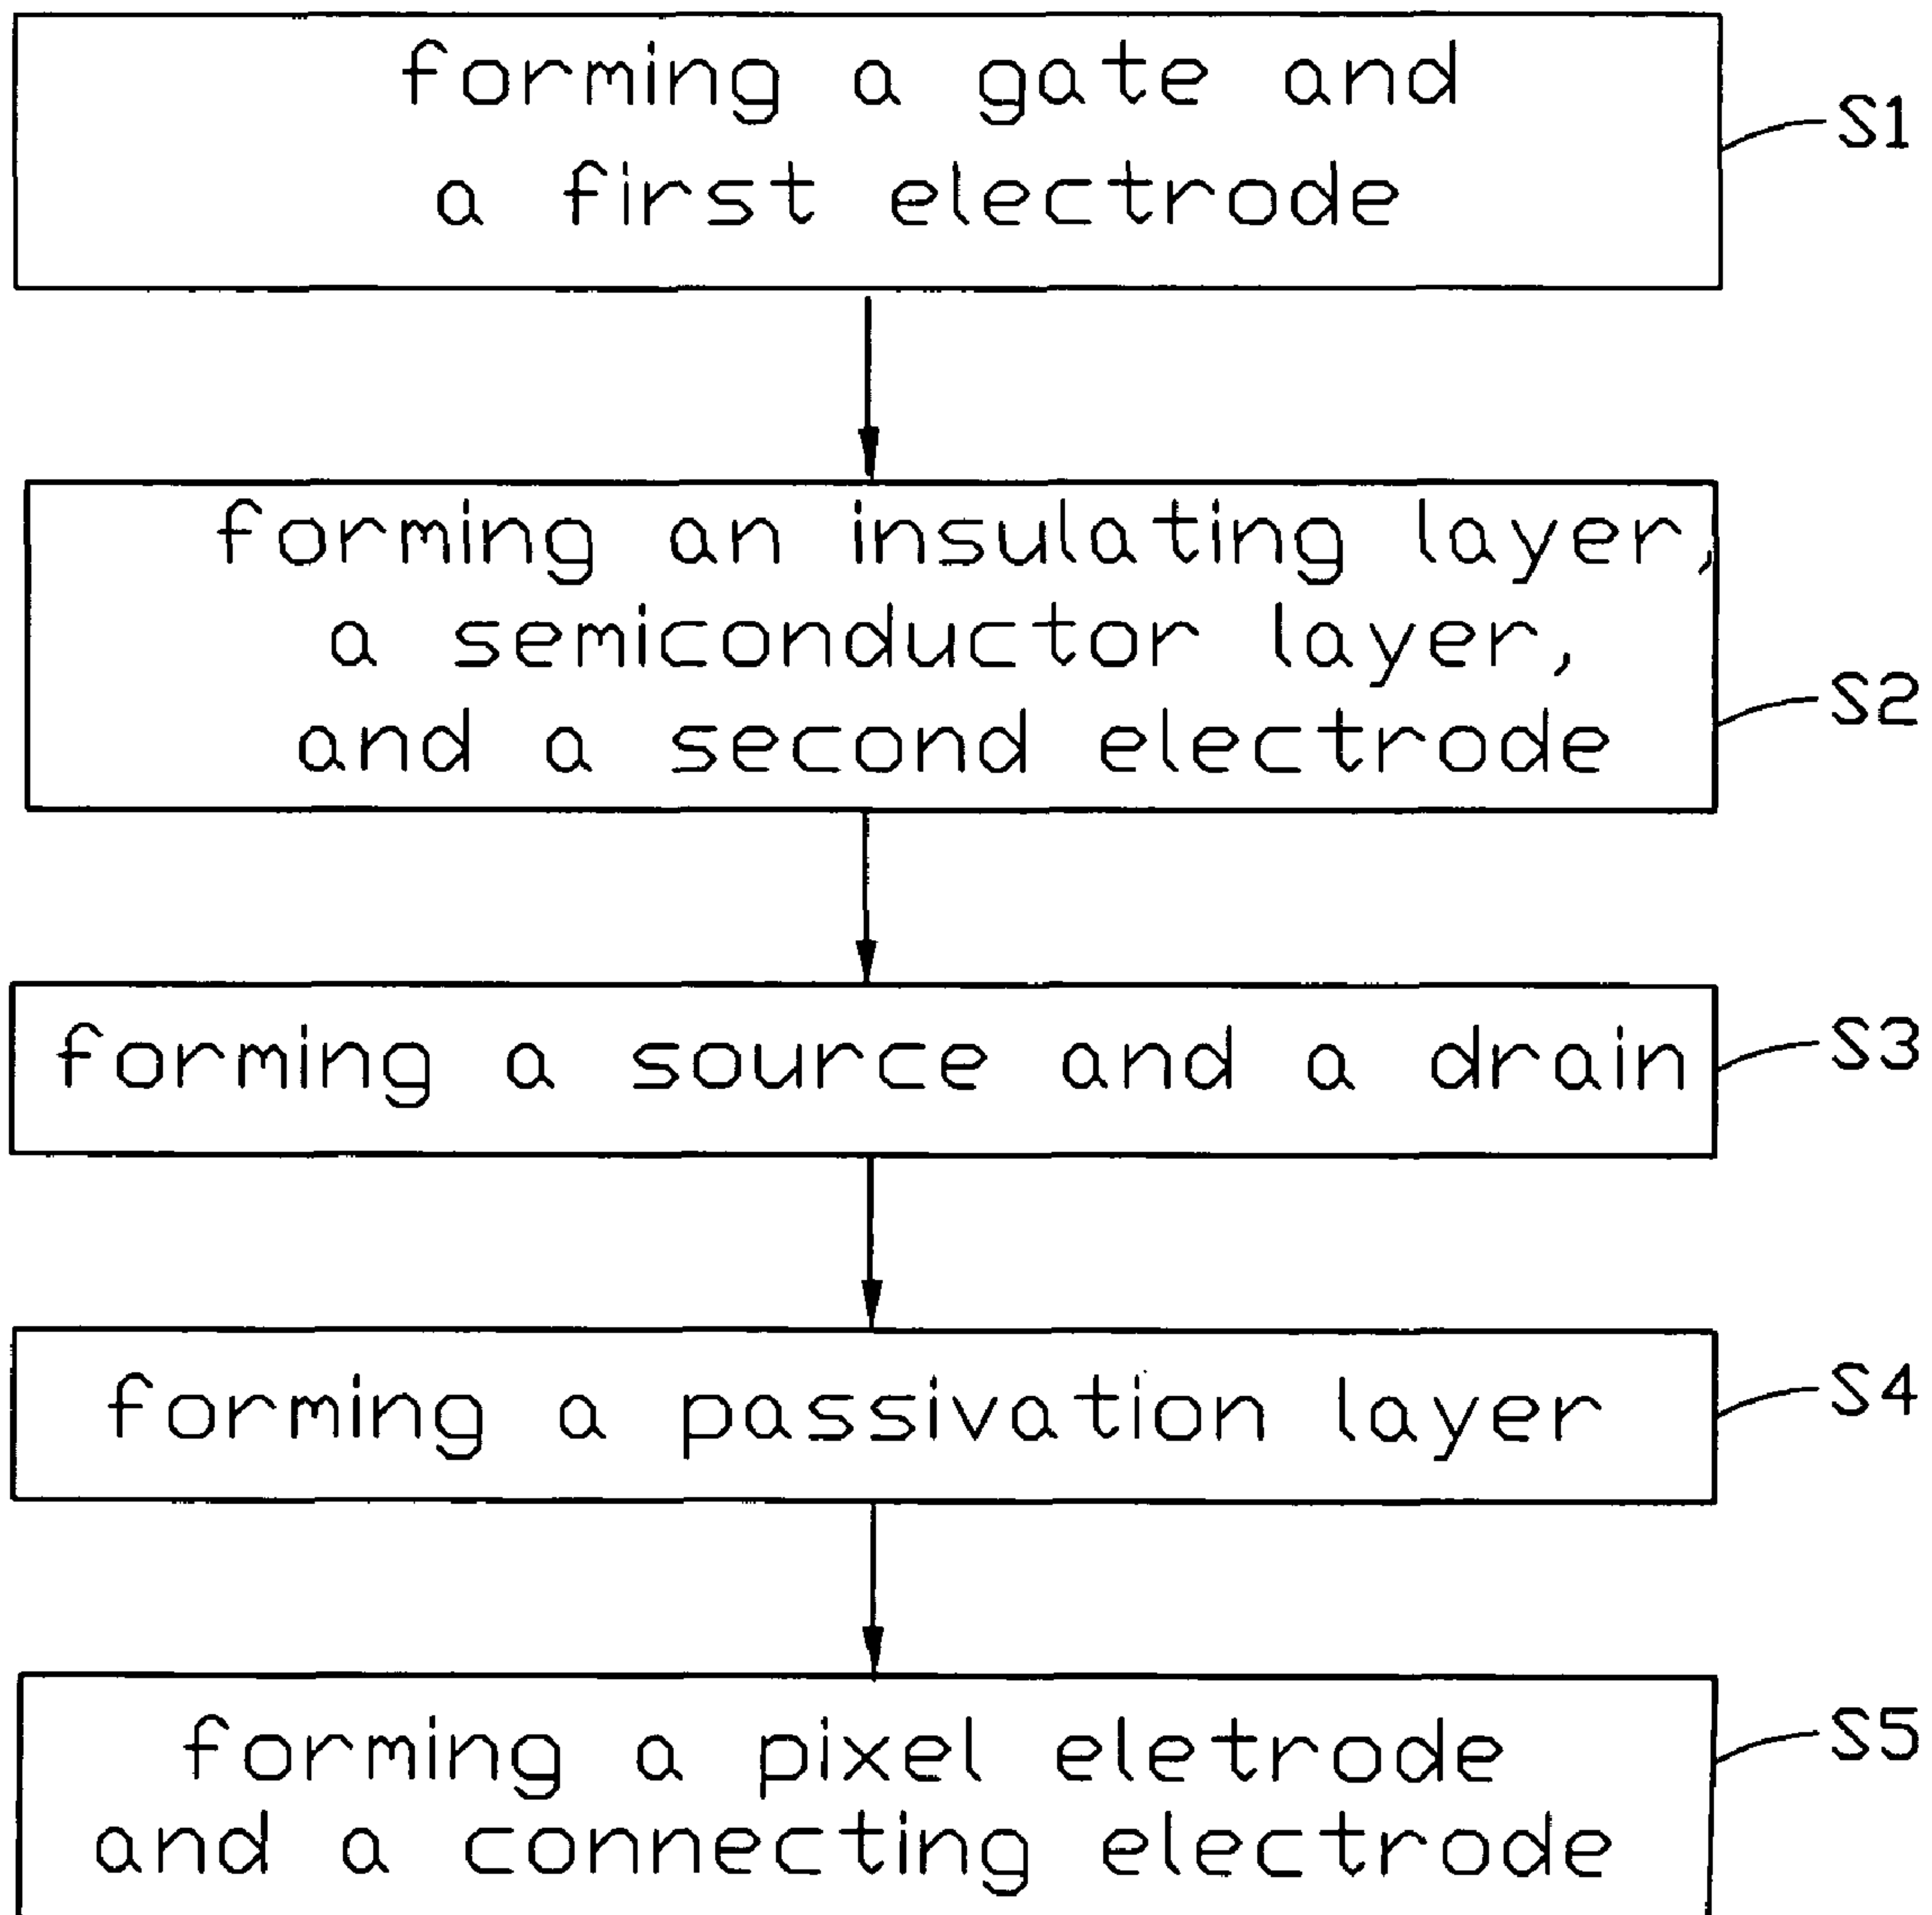 forming a gate and
a first electrode
S1
forming an insulating layer,
a semiconductor layer,
and a second electrode
S2
forming a source and a drain
S3
forming a passivation layer
S4
forming a pixel eletrode
and a connecting electrode
S5